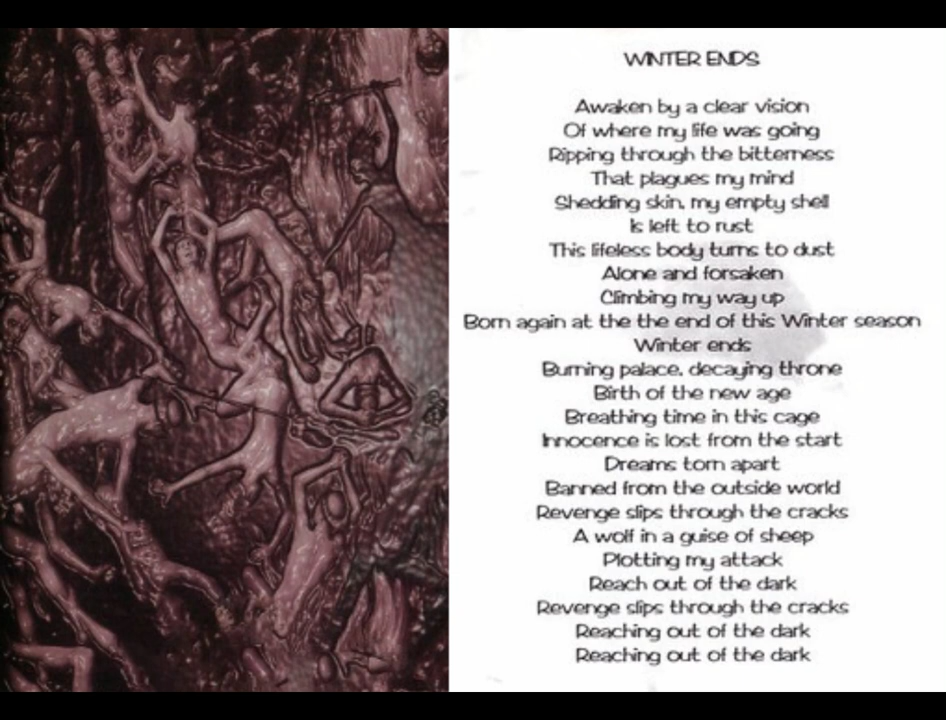 WINTER ENDS
Awaken by a clear vision
Of where my life was going
Ripping through the bitterness
That plagues my mind
Shedding skin, my empty shell
Is left to rust
This lifeless body turns to dust
Alone and forsaken
Climbing my way up
Born again at the the end of this Winter season
Winter ends
Burning palace, decaying throne
Birth of the new age
Breathing time in this cage
Innocence is lost from the start
Dreams torn apart
Banned from the outside world
Revenge slips through the cracks
A wolf in a guise of sheep
Plotting my attack
Reach out of the dark
Revenge slips through the cracks
Reaching out of the dark
Reaching out of the dark